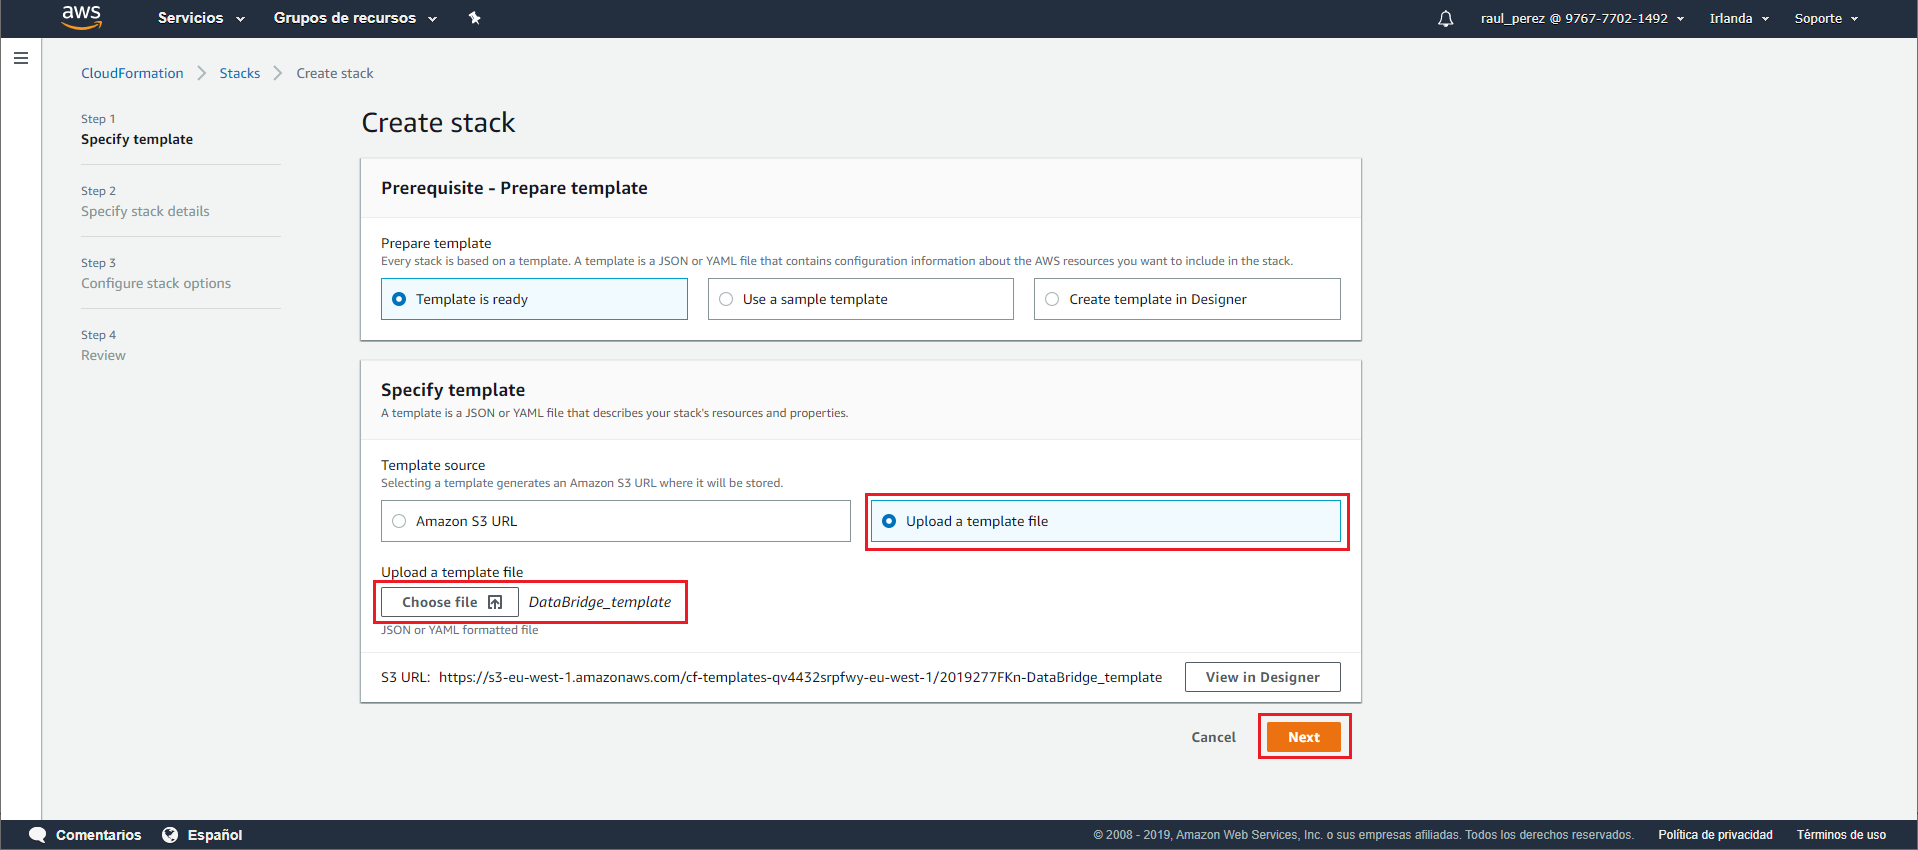 aws Servicios Grupos de recursos raul_perez @ 9767-7702-1492 Irlanda Soporte
CloudFormation Stacks Create stack
Step 1
Specify template
Step 2
Specify stack details
Step 3
Configure stack options
Step 4
Review
Create stack
Prerequisite - Prepare template
Prepare template
Every stack is based on a template. A template is a JSON or YAML file that contains configuration information about the AWS resources you want to include in the stack.
Template is ready Use a sample template Create template in Designer
Specify template
A template is a JSON or YAML file that describes your stack's resources and properties.
Template source
Selecting a template generates an Amazon S3 URL where it will be stored.
Amazon S3 URL Upload a template file
Upload a template file
Choose file DataBridge_template
JSON or YAML formatted file
S3 URL: https://s3-eu-west-1.amazonaws.com/cf-templates-qv4432srpfwy-eu-west-1/2019277FKn-DataBridge_template View in Designer
Cancel Next
Comentarios Español © 2008 - 2019, Amazon Web Services, Inc. o sus empresas afiliadas. Todos los derechos reservados. Política de privacidad Términos de uso